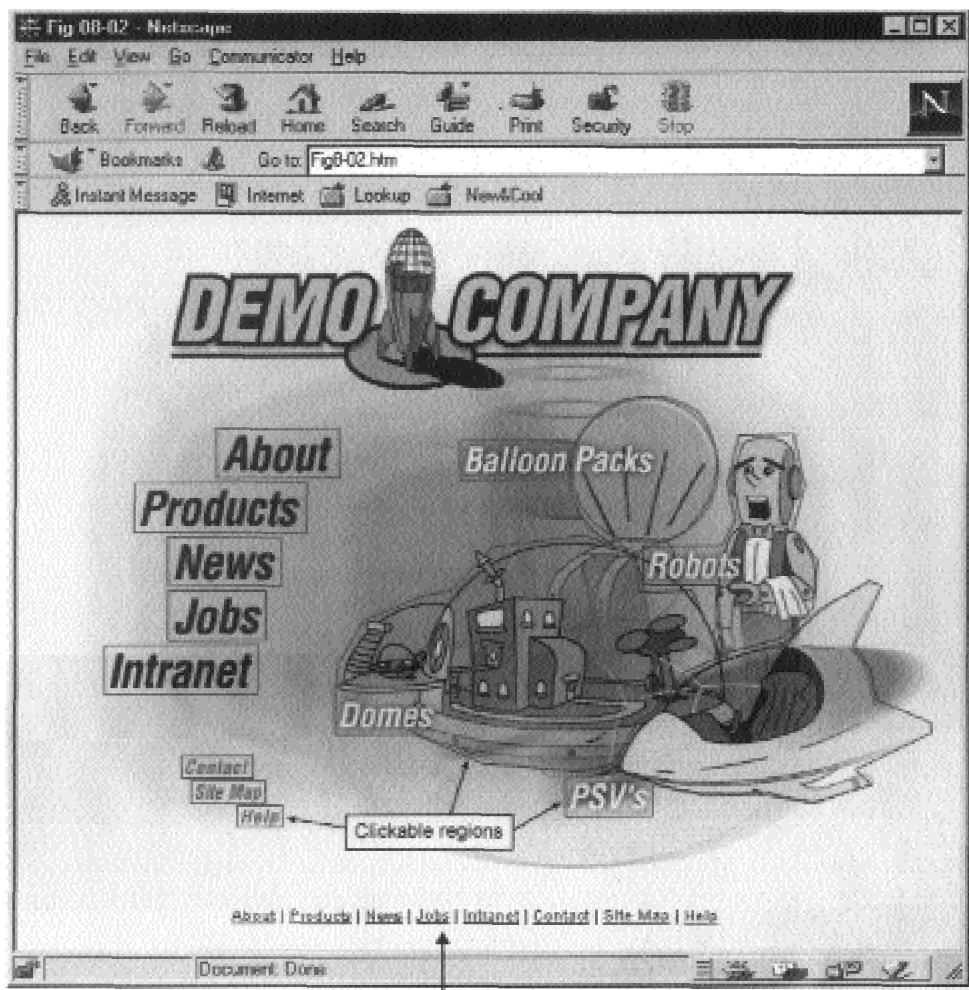 Fig 08-02 - Netscape
File Edit View Go Communicator Help
Back Forward Reload Home Search Guide Print Security Stop
N
Bookmarks Go to: Fig8-02.htm
Instant Message Internet Lookup New&Cool
DEMO COMPANY
About
Balloon Packs
Products
News
Robots
Jobs
Intranet
Domes
Contact
Site Map
PSV's
Help
Clickable regions
About | Products | News | Jobs | Intranet | Contact | Site Map | Help
Document: Done